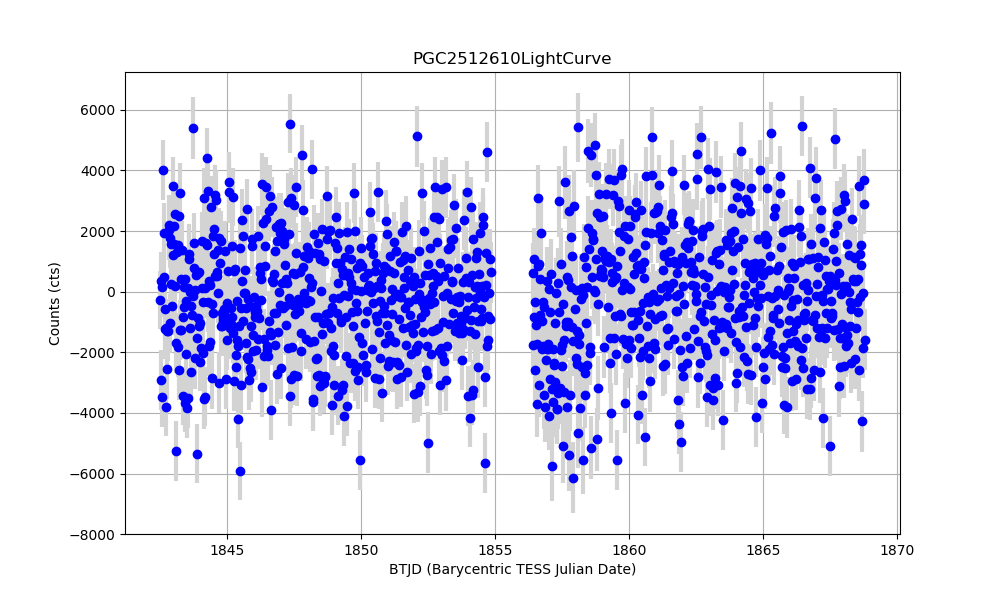 PGC2512610LightCurve
6000
4000
2000
0
−2000
−4000
−6000
−8000
Counts (cts)
1845 1850 1855 1860 1865 1870
BTJD (Barycentric TESS Julian Date)